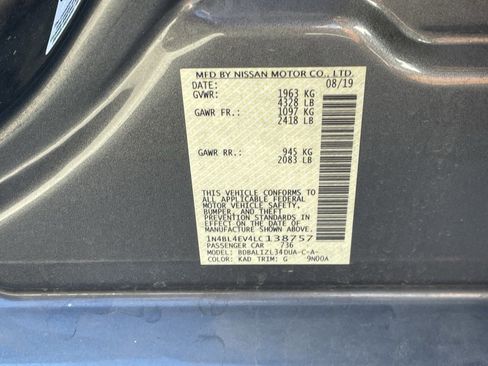 MFD BY NISSAN MOTOR CO., LTD.
DATE: 08/19
GVWR: 1963 KG
4328 LB
GAWR FR.: 1097 KG
2418 LB
GAWR RR.: 945 KG
2083 LB
THIS VEHICLE CONFORMS TO
ALL APPLICABLE FEDERAL
MOTOR VEHICLE SAFETY,
BUMPER, AND THEFT
PREVENTION STANDARDS IN
EFFECT ON THE DATE OF
MANUFACTURE SHOWN ABOVE.
1N4BL4EV4LC138757
PASSENGER CAR 736
MODEL: BDBALIZL34DUA-C-A-
COLOR: KAD TRIM: G 9N00A